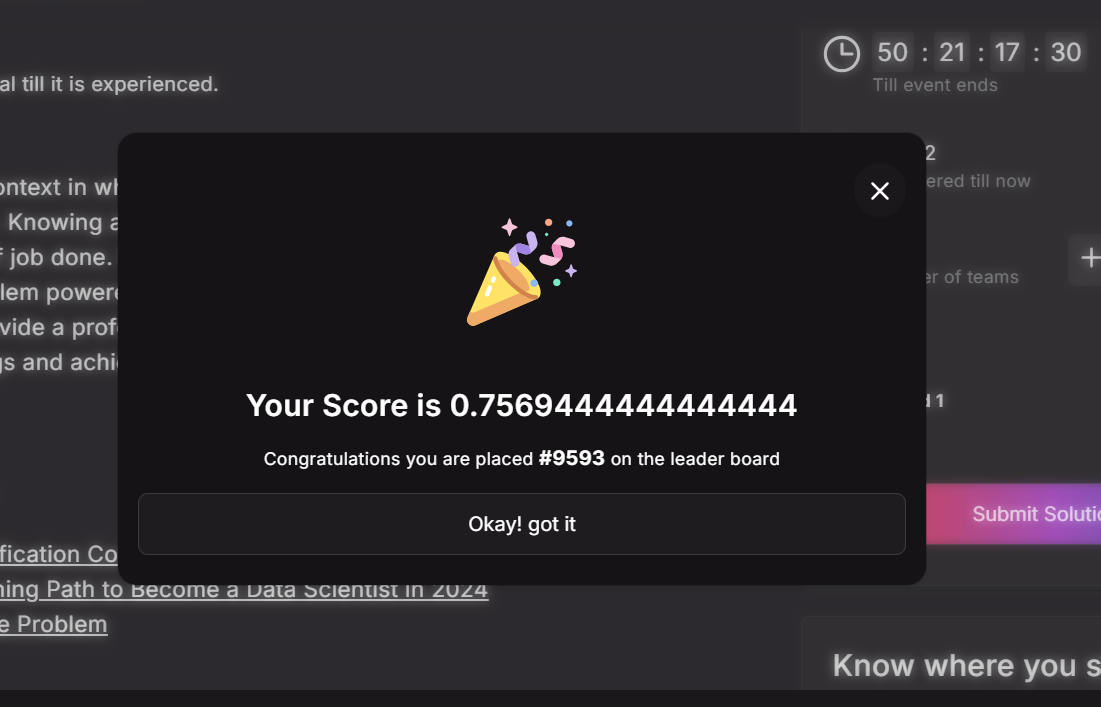 50 : 21 : 17 : 30
Till event ends
al till it is experienced.
2
ered till now
ontext in wh
Knowing a
f job done.
lem powere
vide a prof
gs and achi
er of teams
d 1
Your Score is 0.7569444444444444
Congratulations you are placed #9593 on the leader board
Okay! got it
Submit Solutio
fication Co
ning Path to Become a Data Scientist in 2024
e Problem
Know where you s